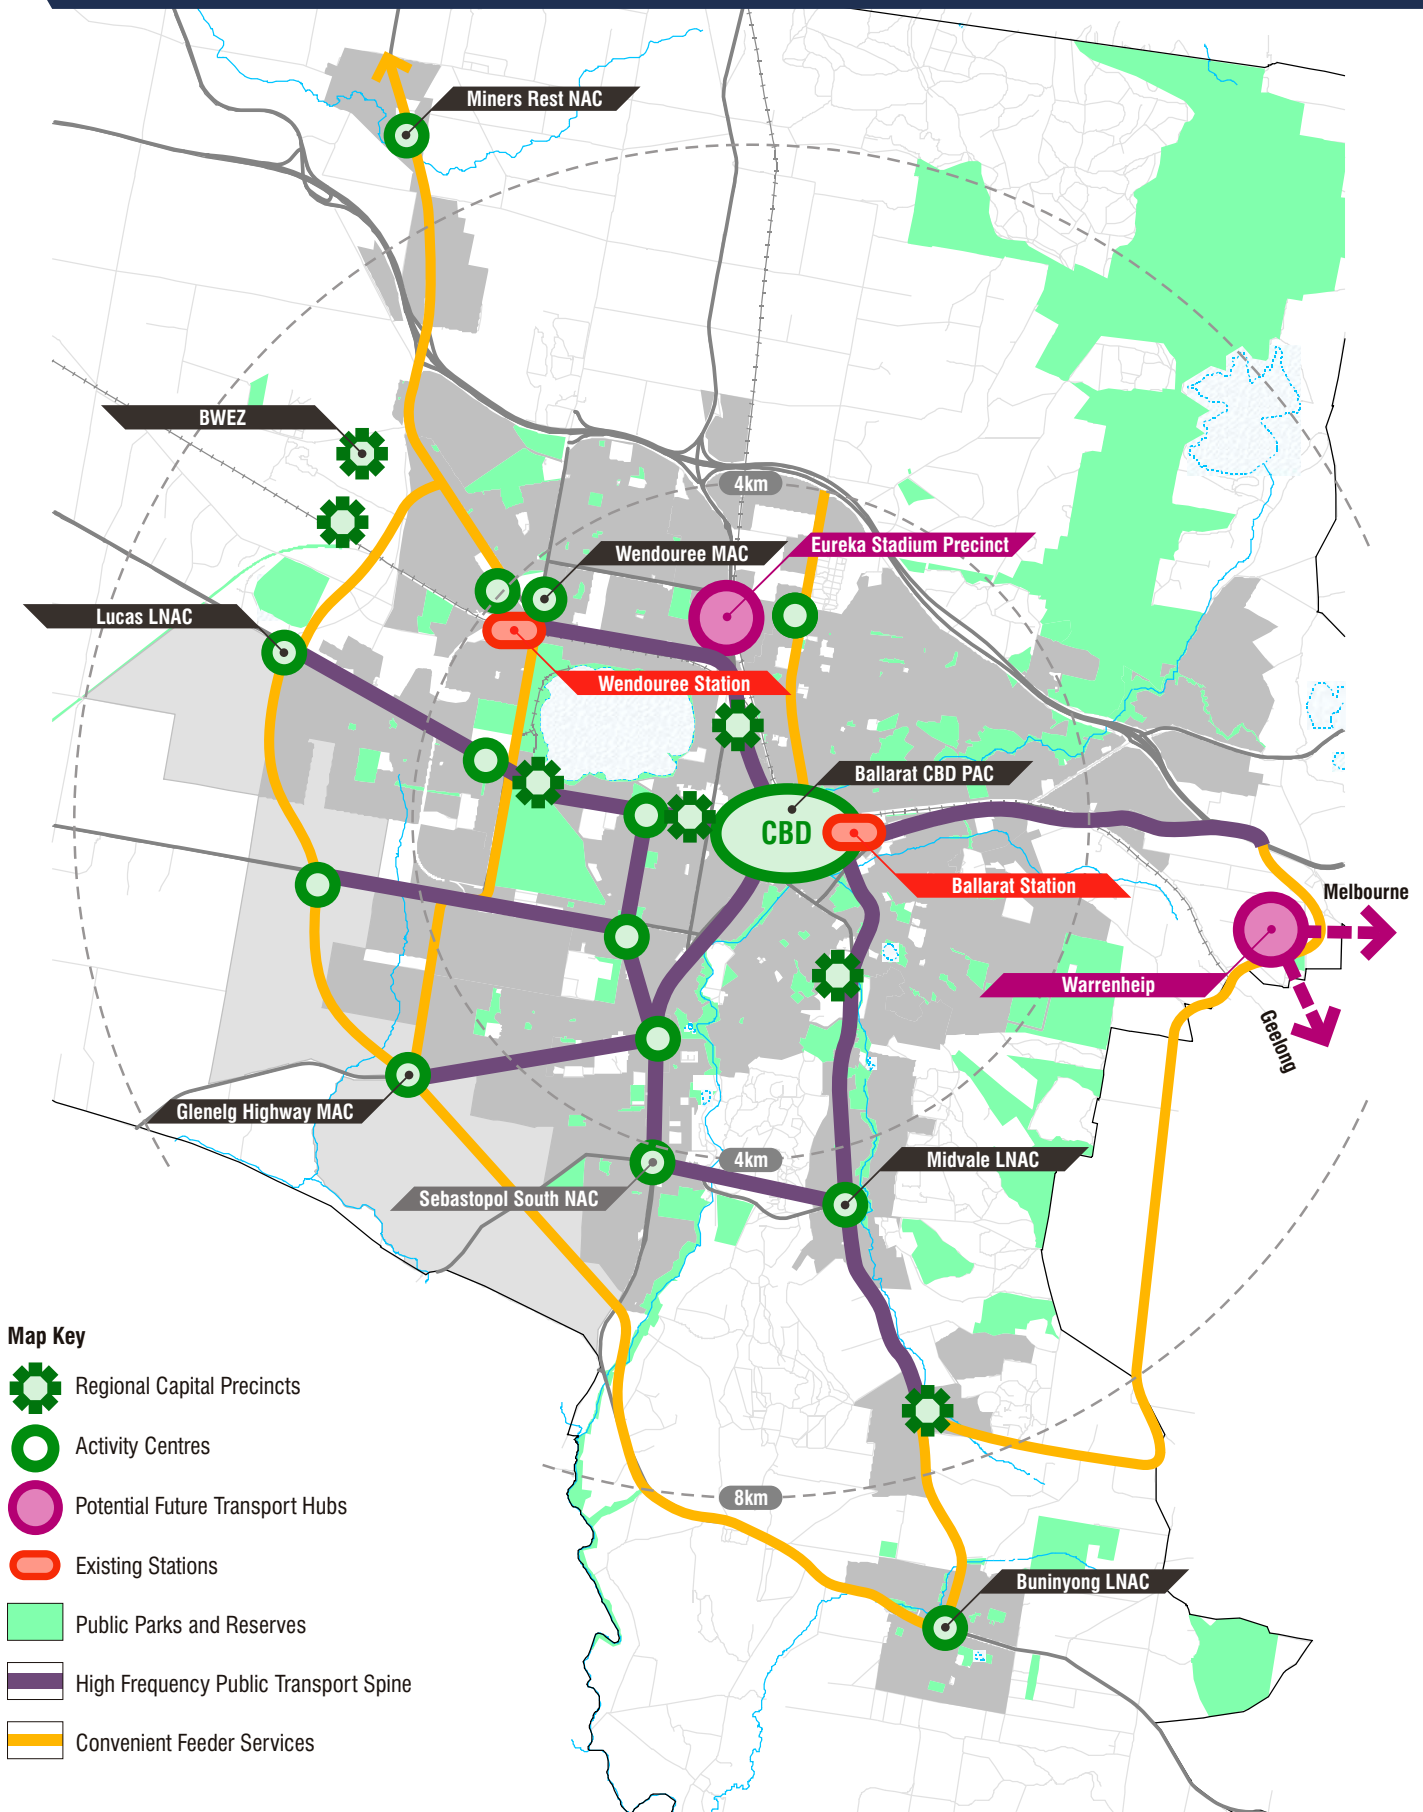 Miners Rest NAC
BWEZ
4km
Wendouree MAC
Eureka Stadium Precinct
Lucas LNAC
Wendouree Station
Ballarat CBD PAC
CBD
Ballarat Station
Melbourne
Warrenheip
Geelong
Glenelg Highway MAC
4km
Midvale LNAC
Sebastopol South NAC
8km
Buninyong LNAC
Map Key
Regional Capital Precincts
Activity Centres
Potential Future Transport Hubs
Existing Stations
Public Parks and Reserves
High Frequency Public Transport Spine
Convenient Feeder Services